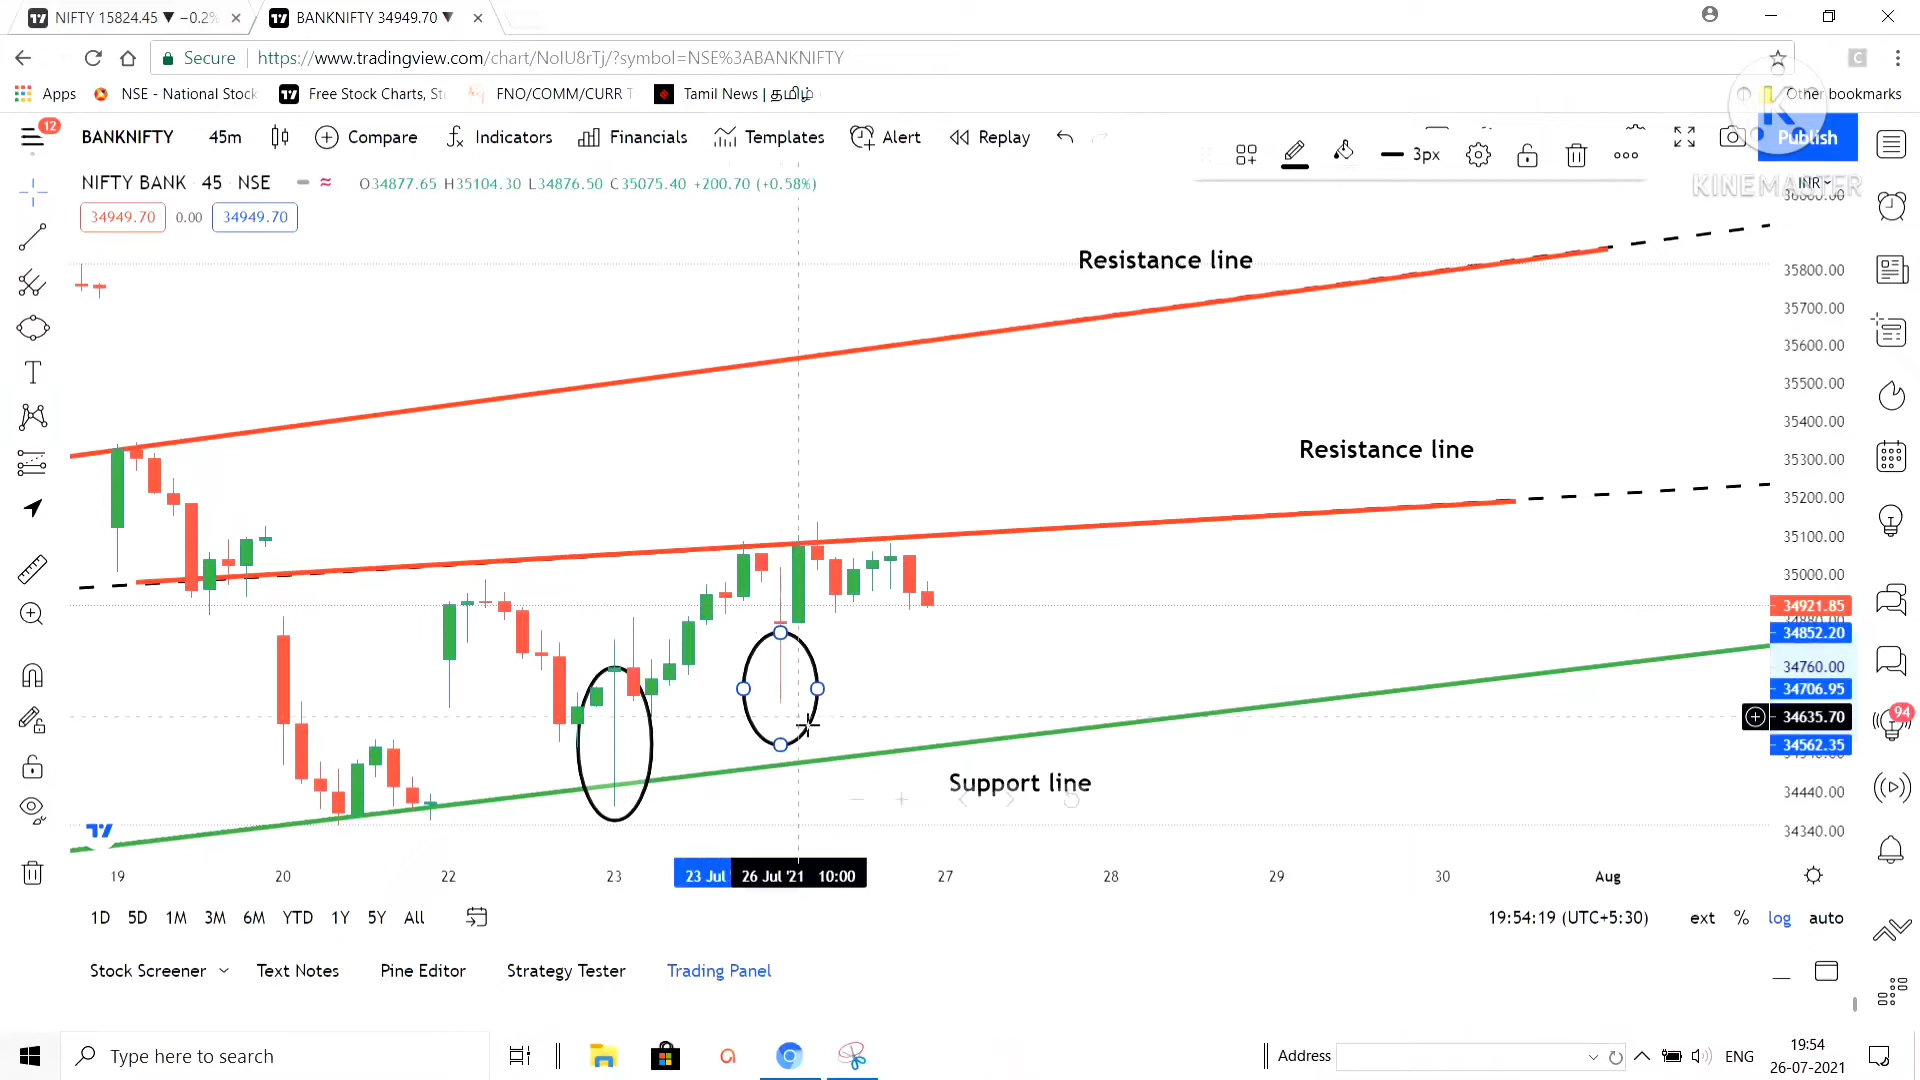 NIFTY 15824.45 ▼ −0.2%
BANKNIFTY 34949.70 ▼
Secure https://www.tradingview.com/chart/NoIU8rTj/?symbol=NSE%3ABANKNIFTY
Apps NSE - National Stock Free Stock Charts, St FNO/COMM/CURR T Tamil News | தமிழ் Other bookmarks
12
BANKNIFTY 45m Compare Indicators Financials Templates Alert Replay 3px Publish
K
KINEMASTER
NIFTY BANK 45 NSE O34877.65 H35104.30 L34876.50 C35075.40 +200.70 (+0.58%) INR
34949.70 0.00 34949.70
Resistance line
35800.00
35700.00
35600.00
35500.00
35400.00
Resistance line
35300.00
35200.00
35100.00
35000.00
34921.85
34852.20
34760.00
34706.95
94
34635.70
34562.35
Support line
34440.00
34340.00
19 20 22 23 23 Jul 26 Jul '21 10:00 27 28 29 30 Aug
1D 5D 1M 3M 6M YTD 1Y 5Y All 19:54:19 (UTC+5:30) ext % log auto
Stock Screener Text Notes Pine Editor Strategy Tester Trading Panel
Type here to search Address ENG 19:54
26-07-2021